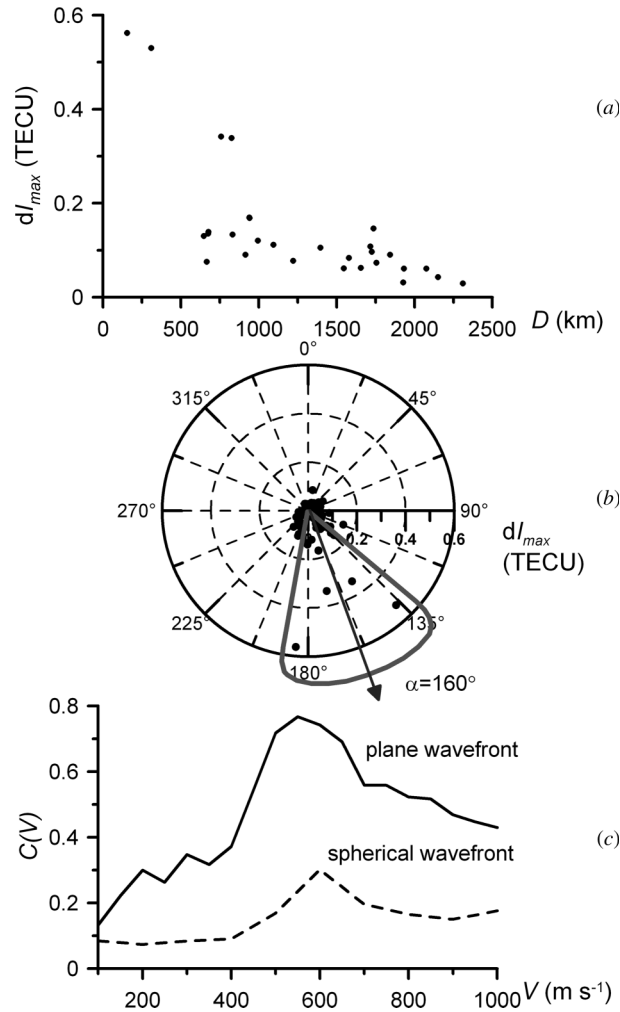 0.6
0.4
0.2
0
dI_max (TECU)
(a)
0 500 1000 1500 2000 2500
D (km)
0°
315° 45°
270° 90°
0.2 0.4 0.6
dI_max
(TECU)
(b)
225° 135°
180°
α=160°
0.8
0.6
0.4
0.2
0
C(V)
plane wavefront
spherical wavefront
(c)
200 400 600 800 1000
V (m s⁻¹)